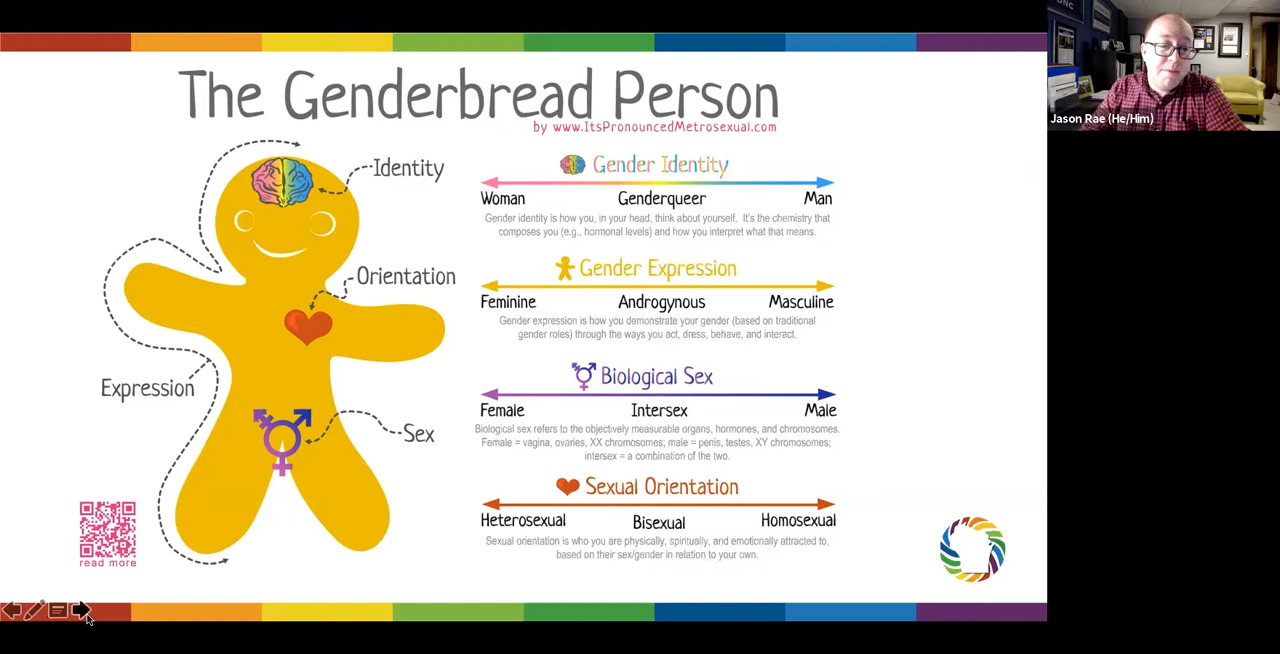 The Genderbread Person
by www.ItsPronouncedMetrosexual.com
Identity
Orientation
Expression
Sex
read more
Gender Identity
Woman Genderqueer Man
Gender identity is how you, in your head, think about yourself. It's the chemistry that
composes you (e.g., hormonal levels) and how you interpret what that means.
Gender Expression
Feminine Androgynous Masculine
Gender expression is how you demonstrate your gender (based on traditional
gender roles) through the ways you act, dress, behave, and interact.
Biological Sex
Female Intersex Male
Biological sex refers to the objectively measurable organs, hormones, and chromosomes.
Female = vagina, ovaries, XX chromosomes; male = penis, testes, XY chromosomes;
intersex = a combination of the two.
Sexual Orientation
Heterosexual Bisexual Homosexual
Sexual orientation is who you are physically, spiritually, and emotionally attracted to,
based on their sex/gender in relation to your own.
Jason Rae (He/Him)